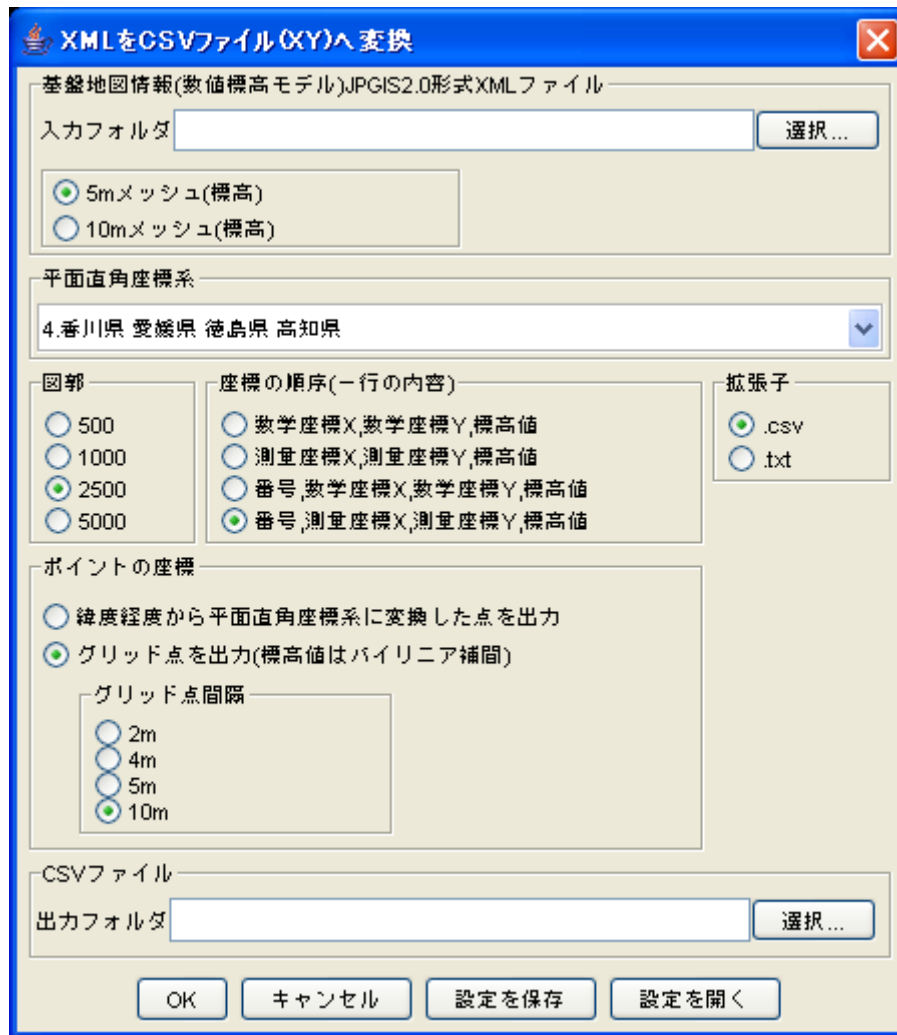 XMLをCSVファイル(XY)へ変換
基盤地図情報(数値標高モデル)JPGIS2.0形式XMLファイル
入力フォルダ
選択...
5mメッシュ(標高)
10mメッシュ(標高)
平面直角座標系
4.香川県 愛媛県 徳島県 高知県
図郭
500
1000
2500
5000
座標の順序(一行の内容)
数学座標X,数学座標Y,標高値
測量座標X,測量座標Y,標高値
番号,数学座標X,数学座標Y,標高値
番号,測量座標X,測量座標Y,標高値
拡張子
.csv
.txt
ポイントの座標
緯度経度から平面直角座標系に変換した点を出力
グリッド点を出力(標高値はバイリニア補間)
グリッド点間隔
2m
4m
5m
10m
CSVファイル
出力フォルダ
選択...
OK
キャンセル
設定を保存
設定を開く